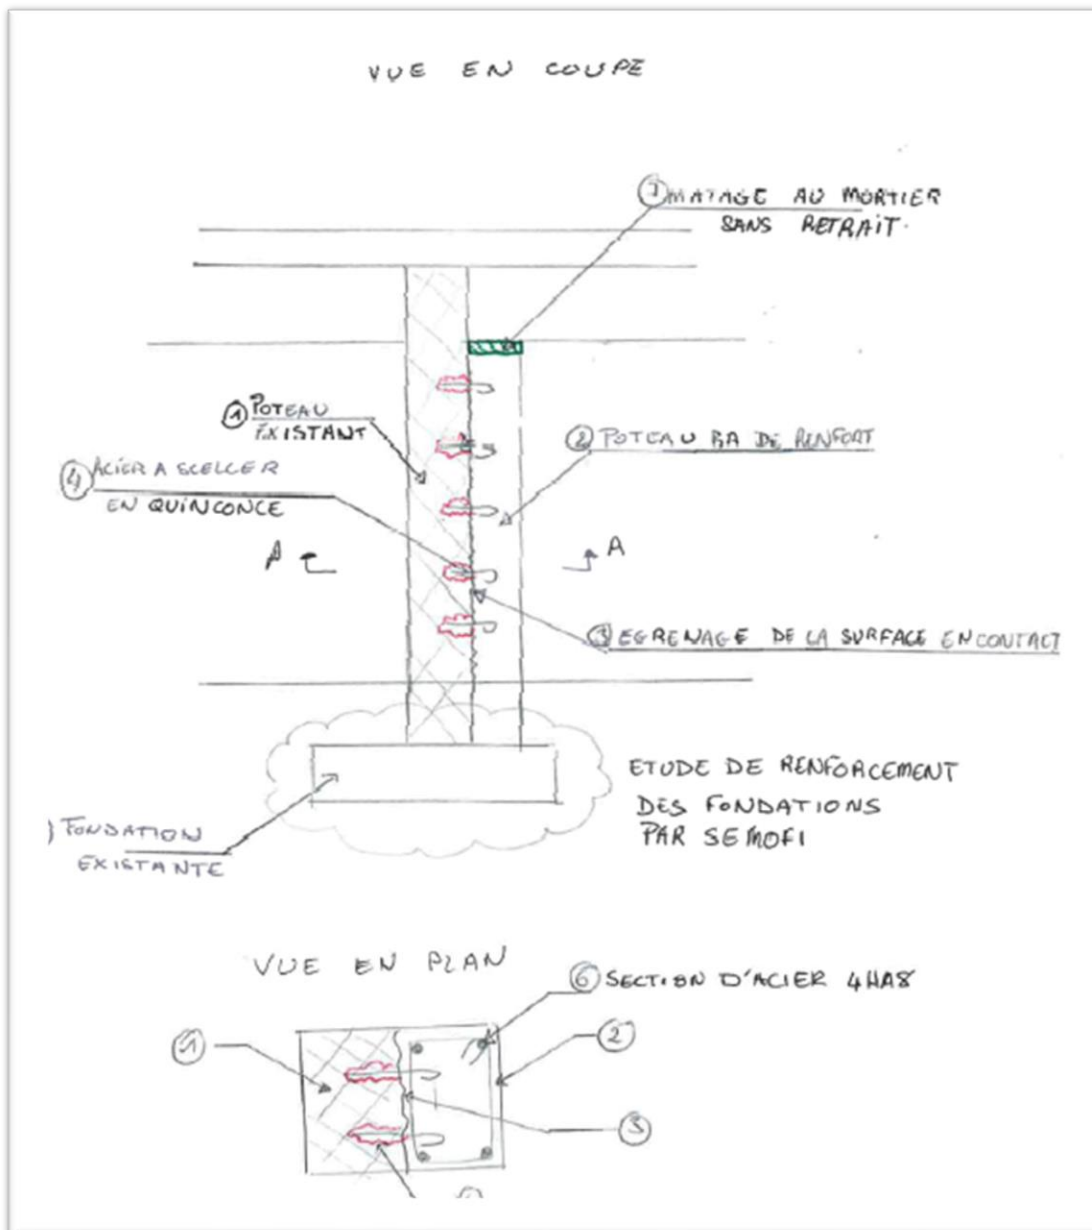 VUE EN COUPE
MATAGE AU MORTIER
SANS RETRAIT.
1 POTEAU
EXISTANT
2 POTEAU BA DE RENFORT
4 ACIER A SCELLER
EN QUINCONCE
A
A
3 EGRENAGE DE LA SURFACE EN CONTACT
ETUDE DE RENFORCEMENT
DES FONDATIONS
PAR SEMOFI
) FONDATION
EXISTANTE
VUE EN PLAN
6 SECTION D'ACIER 4HA8
1
2
3